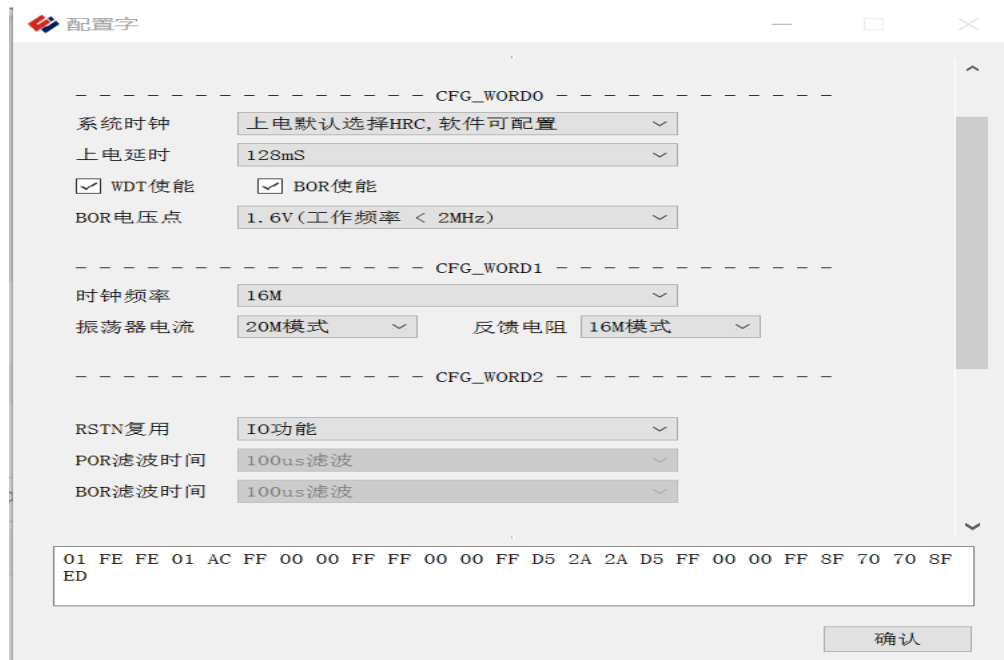 配置字
- - - - - - - - - - - - - - - CFG_WORD0 - - - - - - - - - - - -
系统时钟 上电默认选择HRC,软件可配置
上电延时 128mS
WDT使能 BOR使能
BOR电压点 1.6V(工作频率 < 2MHz)
- - - - - - - - - - - - - - - CFG_WORD1 - - - - - - - - - - - -
时钟频率 16M
振荡器电流 20M模式 反馈电阻 16M模式
- - - - - - - - - - - - - - - CFG_WORD2 - - - - - - - - - - - -
RSTN复用 IO功能
POR滤波时间 100us滤波
BOR滤波时间 100us滤波
01 FE FE 01 AC FF 00 00 FF FF 00 00 FF D5 2A 2A D5 FF 00 00 FF 8F 70 70 8F
ED
确认